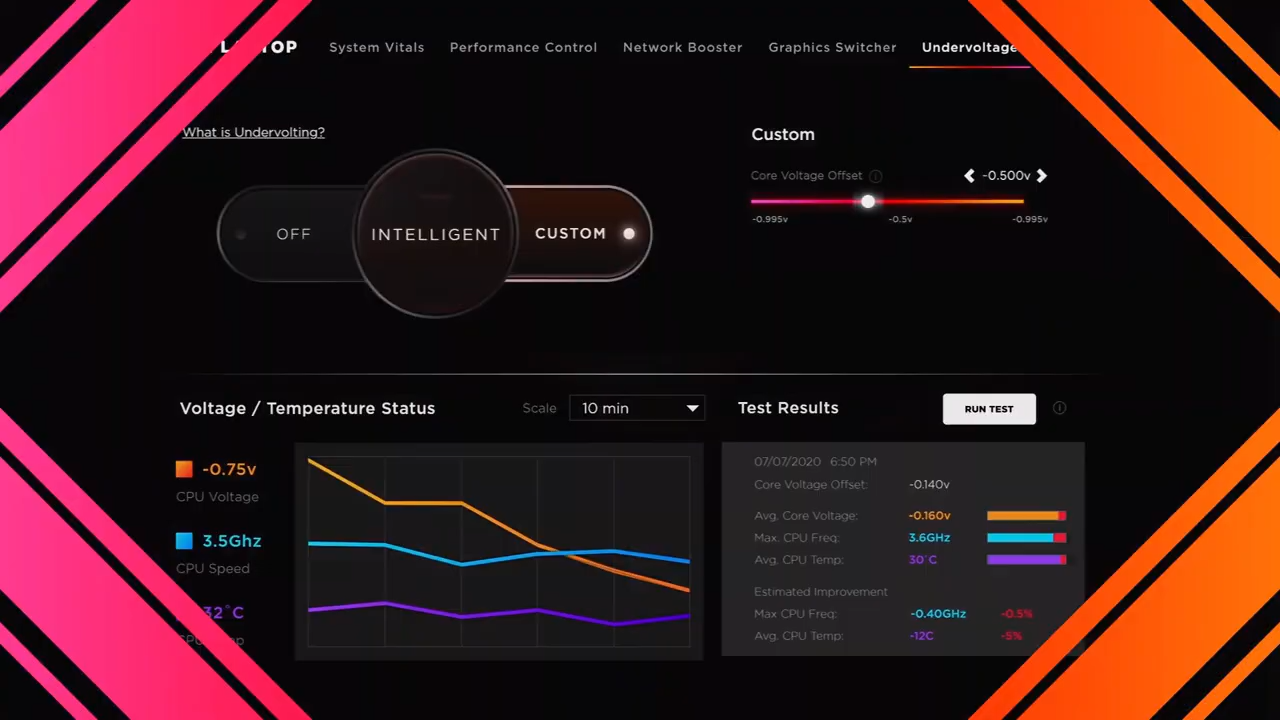 System Vitals Performance Control Network Booster Graphics Switcher Undervoltage
What is Undervolting?
OFF
INTELLIGENT
CUSTOM
Custom
Core Voltage Offset
-0.500v
-0.995v -0.5v -0.995v
Voltage / Temperature Status
Scale 10 min
-0.75v
CPU Voltage
3.5Ghz
CPU Speed
32°C
Test Results
RUN TEST
07/07/2020 6:50 PM
Core Voltage Offset: -0.140v
Avg. Core Voltage: -0.160v
Max. CPU Freq: 3.6GHz
Avg. CPU Temp: 30°C
Estimated Improvement
Max CPU Freq: -0.40GHz -0.5%
Avg. CPU Temp: -12C -5%